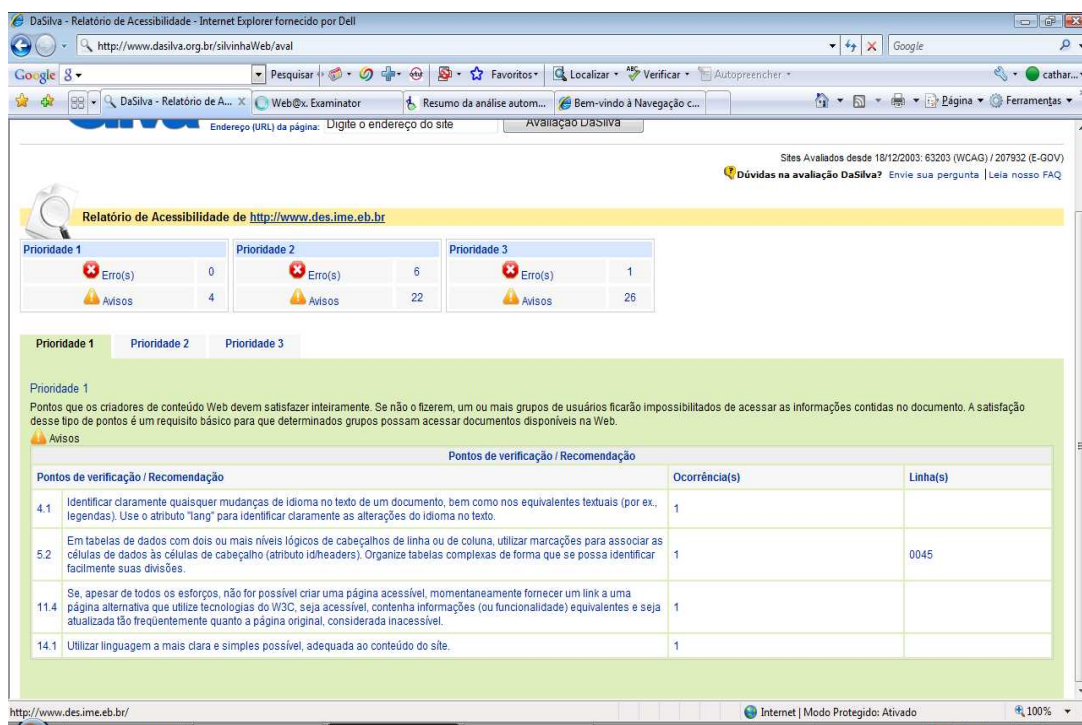 DaSilva - Relatório de Acessibilidade - Internet Explorer fornecido por Dell
http://www.dasilva.org.br/silvinhaWeb/aval
Google
Google
Pesquisar
Favoritos
Localizar
Verificar
Autopreencher
cathar...
DaSilva - Relatório de A...
Web@x. Examinator
Resumo da análise autom...
Bem-vindo à Navegação c...
Página
Ferramentas
Endereço (URL) da página:
Digite o endereço do site
Avaliação DaSilva
Sites Avaliados desde 18/12/2003: 63203 (WCAG) / 207932 (E-GOV)
Dúvidas na avaliação DaSilva? Envie sua pergunta | Leia nosso FAQ
Relatório de Acessibilidade de http://www.des.ime.eb.br
Prioridade 1
Prioridade 2
Prioridade 3
Erro(s) 0
Erro(s) 6
Erro(s) 1
Avisos 4
Avisos 22
Avisos 26
Prioridade 1
Prioridade 2
Prioridade 3
Prioridade 1
Pontos que os criadores de conteúdo Web devem satisfazer inteiramente. Se não o fizerem, um ou mais grupos de usuários ficarão impossibilitados de acessar as informações contidas no documento. A satisfação
desse tipo de pontos é um requisito básico para que determinados grupos possam acessar documentos disponíveis na Web.
Avisos
Pontos de verificação / Recomendação
Pontos de verificação / Recomendação
Ocorrência(s)
Linha(s)
4.1
Identificar claramente quaisquer mudanças de idioma no texto de um documento, bem como nos equivalentes textuais (por ex.,
legendas). Use o atributo "lang" para identificar claramente as alterações do idioma no texto.
1
5.2
Em tabelas de dados com dois ou mais níveis lógicos de cabeçalhos de linha ou de coluna, utilizar marcações para associar as
células de dados às células de cabeçalho (atributo id/headers). Organize tabelas complexas de forma que se possa identificar
facilmente suas divisões.
1
0045
11.4
Se, apesar de todos os esforços, não for possível criar uma página acessível, momentaneamente fornecer um link a uma
página alternativa que utilize tecnologias do W3C, seja acessível, contenha informações (ou funcionalidade) equivalentes e seja
atualizada tão freqüentemente quanto a página original, considerada inacessível.
1
14.1
Utilizar linguagem a mais clara e simples possível, adequada ao conteúdo do síte.
1
http://www.des.ime.eb.br/
Internet | Modo Protegido: Ativado
100%